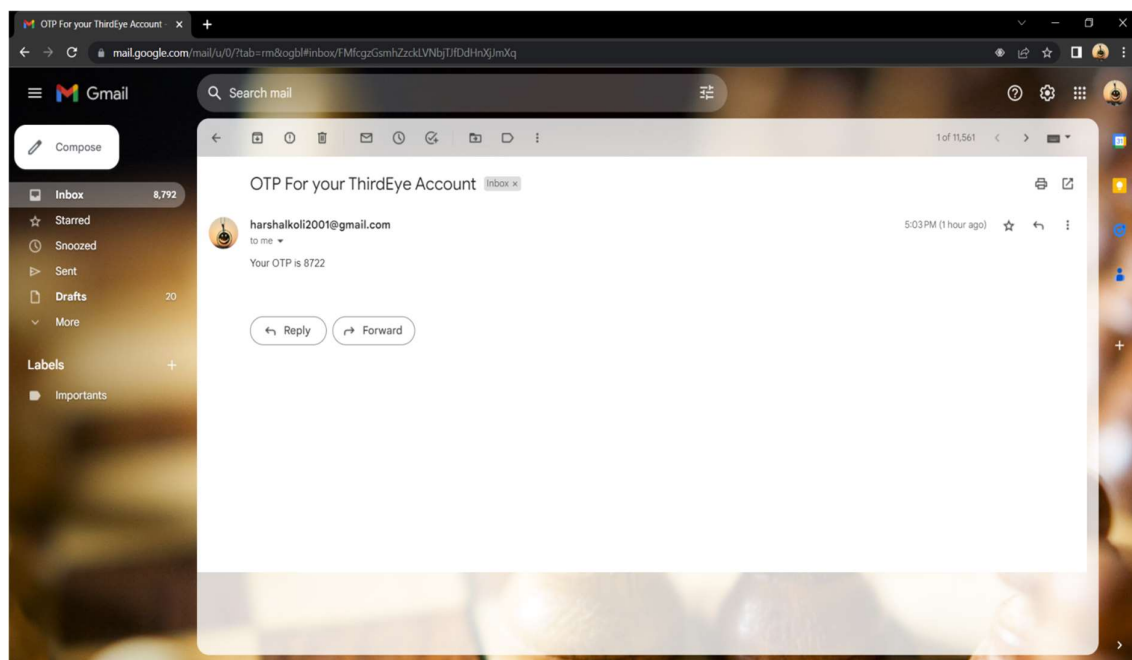 OTP For your ThirdEye Account -
mail.google.com/mail/u/0/?tab=rm&ogbl#inbox/FMfcgzGsmhZzckLVNbjTJfDdHnXjJmXq
Gmail
Search mail
Compose
1 of 11,561
OTP For your ThirdEye Account Inbox x
Inbox 8,792
Starred
harshalkoli2001@gmail.com 5:03 PM (1 hour ago)
to me
Snoozed
Your OTP is 8722
Sent
Drafts 20
More
Reply Forward
Labels +
Importants